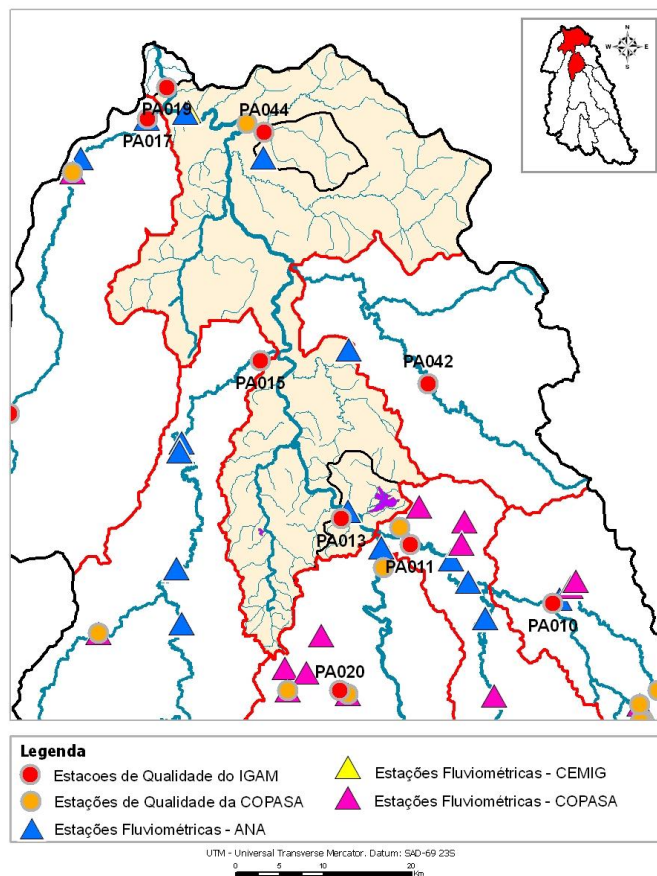 N
W E
S
PA019
PA044
PA017
PA042
PA015
PA013
PA011
PA010
PA020
Legenda
Estacoes de Qualidade do IGAM
Estações de Qualidade da COPASA
Estações Fluviométricas - ANA
Estações Fluviométricas - CEMIG
Estações Fluviométricas - COPASA
UTM - Universal Transverse Mercator. Datum: SAD-69 23S
0 5 10 20
Km